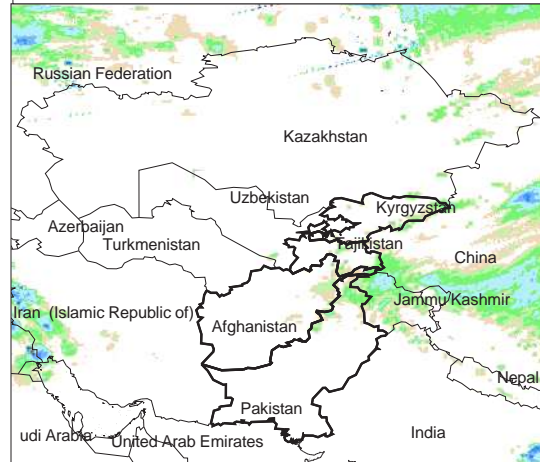 Russian Federation
Kazakhstan
Uzbekistan
Kyrgyzstan
Azerbaijan
Turkmenistan
Tajikistan
China
Jammu/Kashmir
Iran (Islamic Republic of)
Afghanistan
Nepal
Pakistan
India
udi Arabia
United Arab Emirates